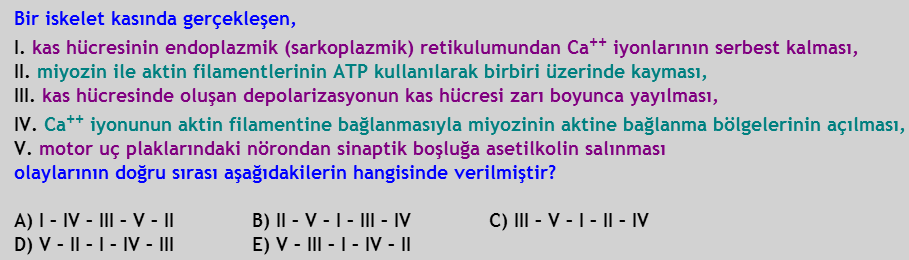 Bir iskelet kasında gerçekleşen,
I. kas hücresinin endoplazmik (sarkoplazmik) retikulumundan Ca⁺⁺ iyonlarının serbest kalması,
II. miyozin ile aktin filamentlerinin ATP kullanılarak birbiri üzerinde kayması,
III. kas hücresinde oluşan depolarizasyonun kas hücresi zarı boyunca yayılması,
IV. Ca⁺⁺ iyonunun aktin filamentine bağlanmasıyla miyozinin aktine bağlanma bölgelerinin açılması,
V. motor uç plaklarındaki nörondan sinaptik boşluğa asetilkolin salınması
olaylarının doğru sırası aşağıdakilerin hangisinde verilmiştir?
A) I - IV - III - V - II B) II - V - I - III - IV C) III - V - I - II - IV
D) V - II - I - IV - III E) V - III - I - IV - II